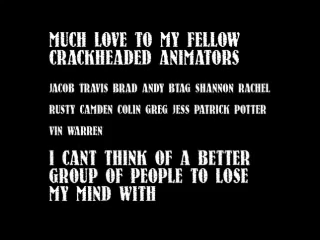 MUCH LOVE TO MY FELLOW
CRACKHEADED ANIMATORS
JACOB TRAVIS BRAD ANDY BTAG SHANNON RACHEL
RUSTY CAMDEN COLIN GREG JESS PATRICK POTTER
VIN WARREN
I CANT THINK OF A BETTER
GROUP OF PEOPLE TO LOSE
MY MIND WITH